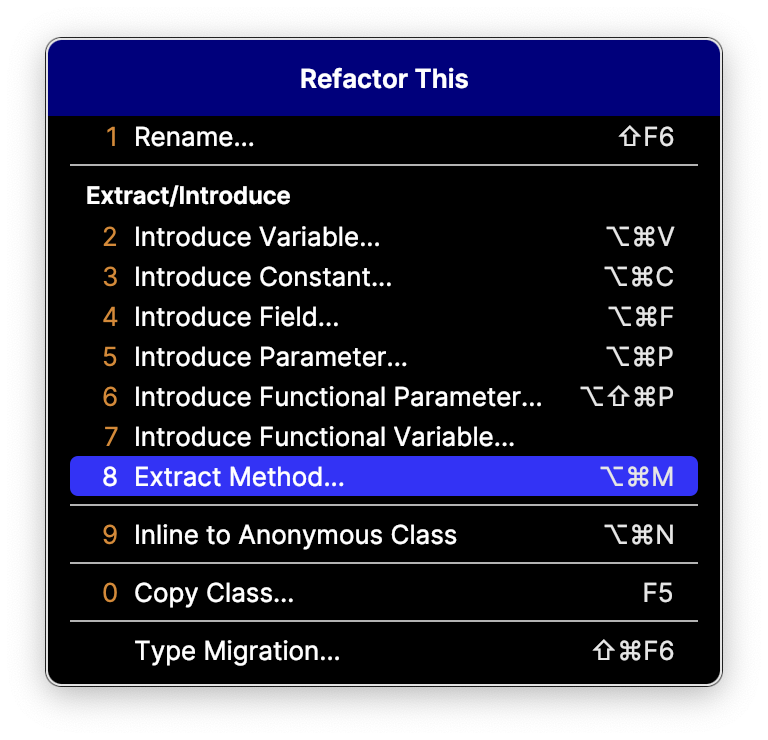 Refactor This
1 Rename... ⇧F6
Extract/Introduce
2 Introduce Variable... ⌥⌘V
3 Introduce Constant... ⌥⌘C
4 Introduce Field... ⌥⌘F
5 Introduce Parameter... ⌥⌘P
6 Introduce Functional Parameter... ⌥⇧⌘P
7 Introduce Functional Variable...
8 Extract Method... ⌥⌘M
9 Inline to Anonymous Class ⌥⌘N
0 Copy Class... F5
Type Migration... ⇧⌘F6